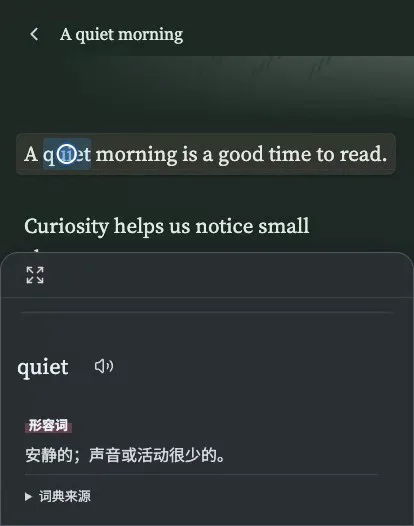 A quiet morning
A quiet morning is a good time to read.
Curiosity helps us notice small
quiet
形容词
安静的；声音或活动很少的。
词典来源